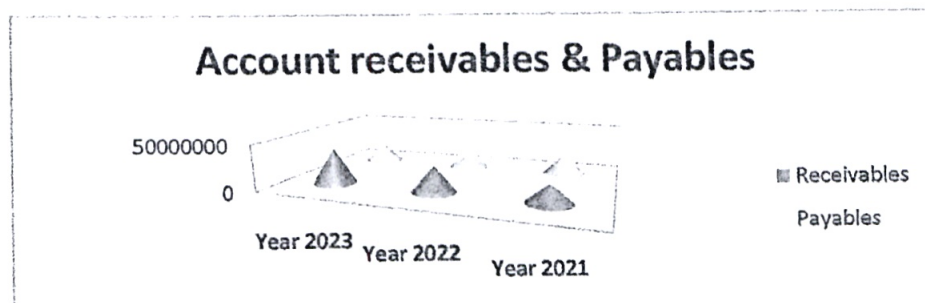 Account receivables & Payables
50000000
0
Year 2023
Year 2022
Year 2021
Receivables
Payables